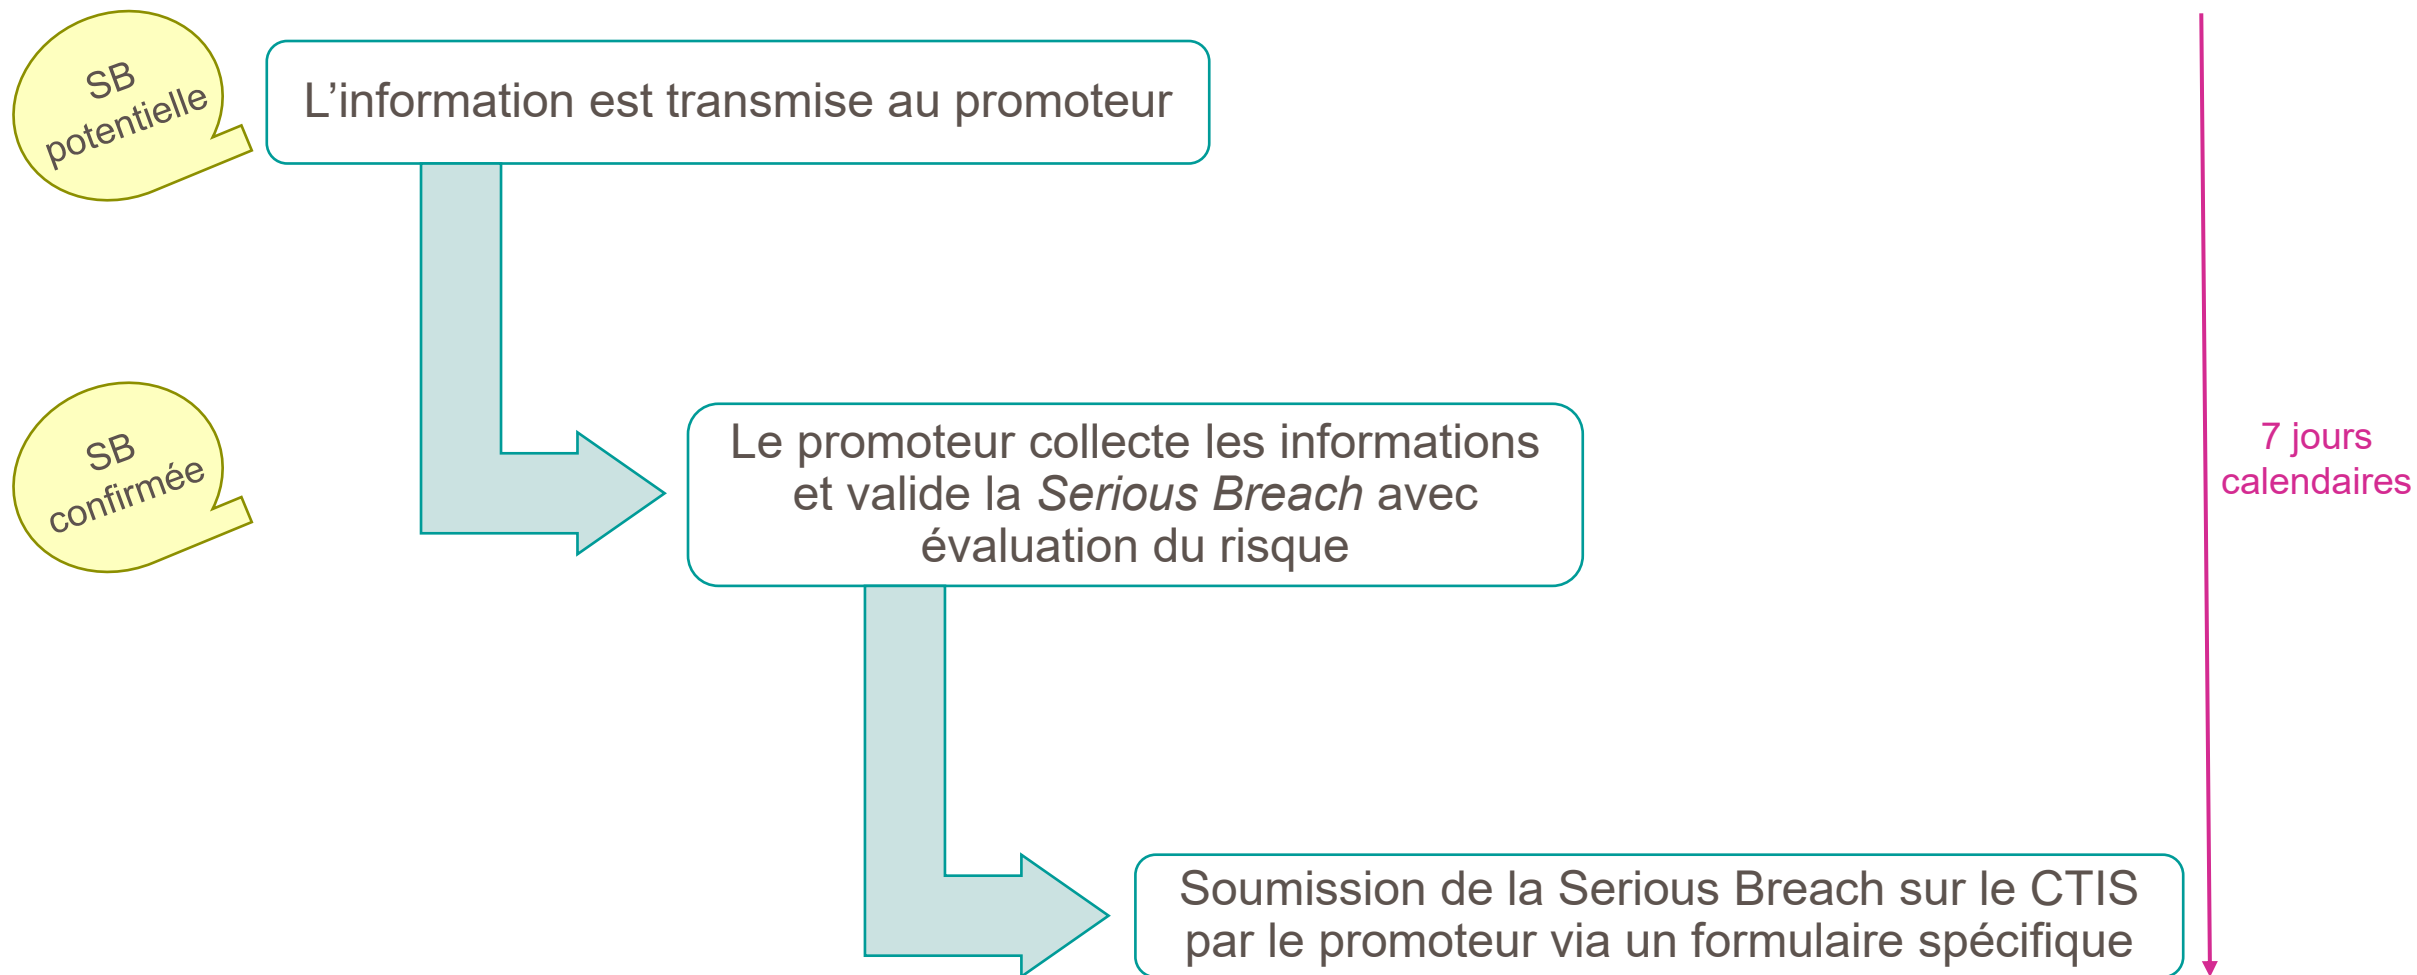 SB
potentielle
L’information est transmise au promoteur
SB
confirmée
Le promoteur collecte les informations
et valide la Serious Breach avec
évaluation du risque
7 jours
calendaires
Soumission de la Serious Breach sur le CTIS
par le promoteur via un formulaire spécifique